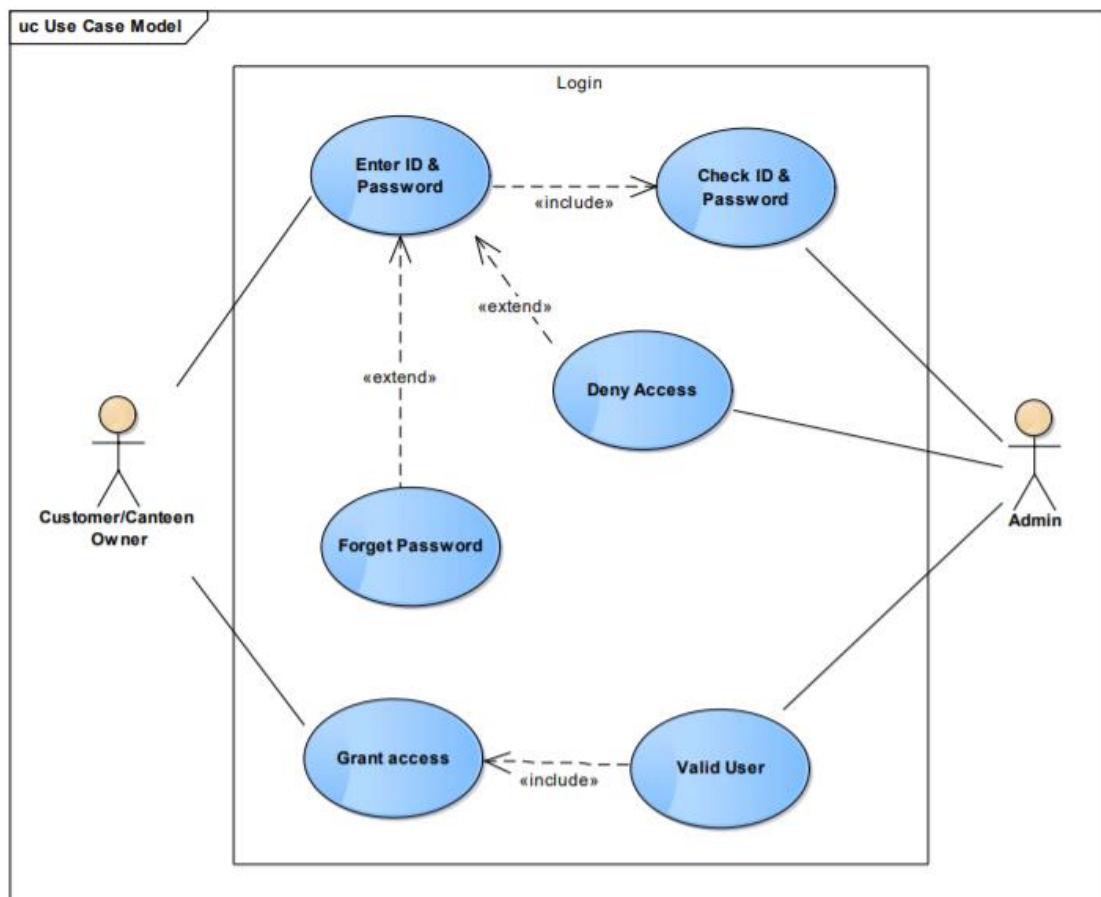 uc Use Case Model
Login
Enter ID &
Password
Check ID &
Password
«include»
«extend»
«extend»
Deny Access
Customer/Canteen
Owner
Admin
Forget Password
Grant access
«include»
Valid User